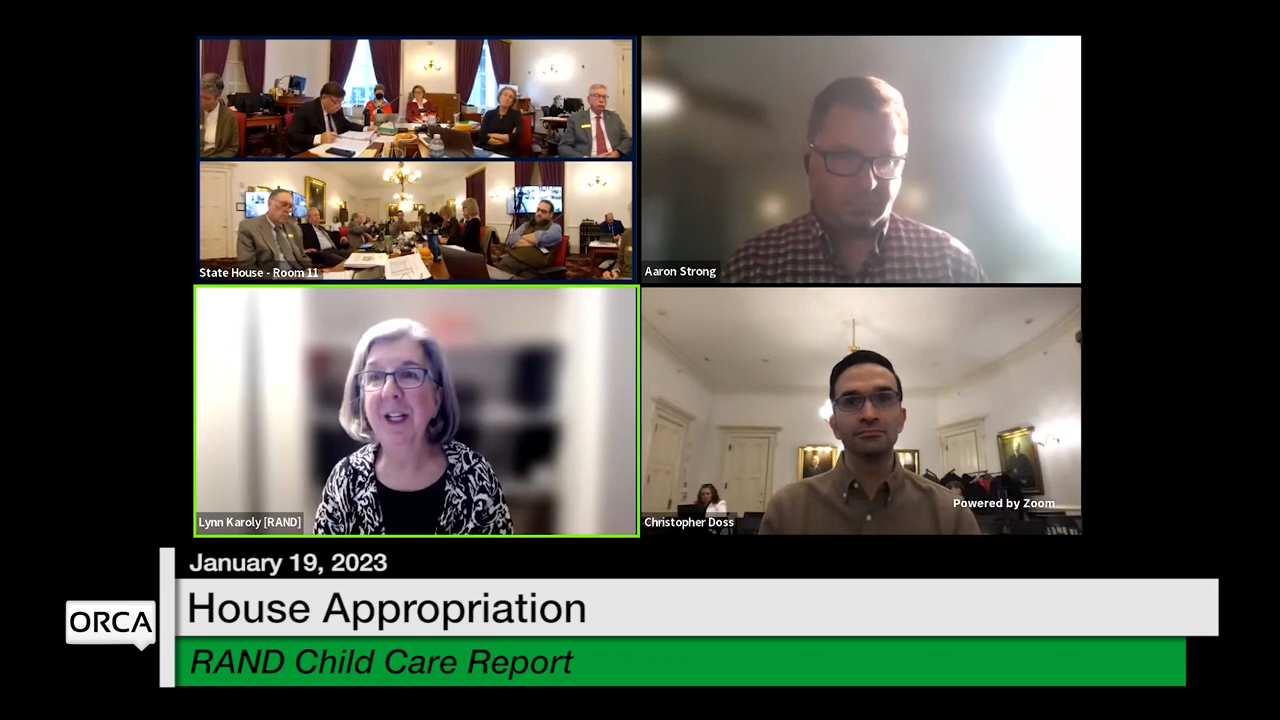 State House - Room 11
Aaron Strong
Lynn Karoly [RAND]
Christopher Doss
Powered by Zoom
January 19, 2023
House Appropriation
ORCA
RAND Child Care Report